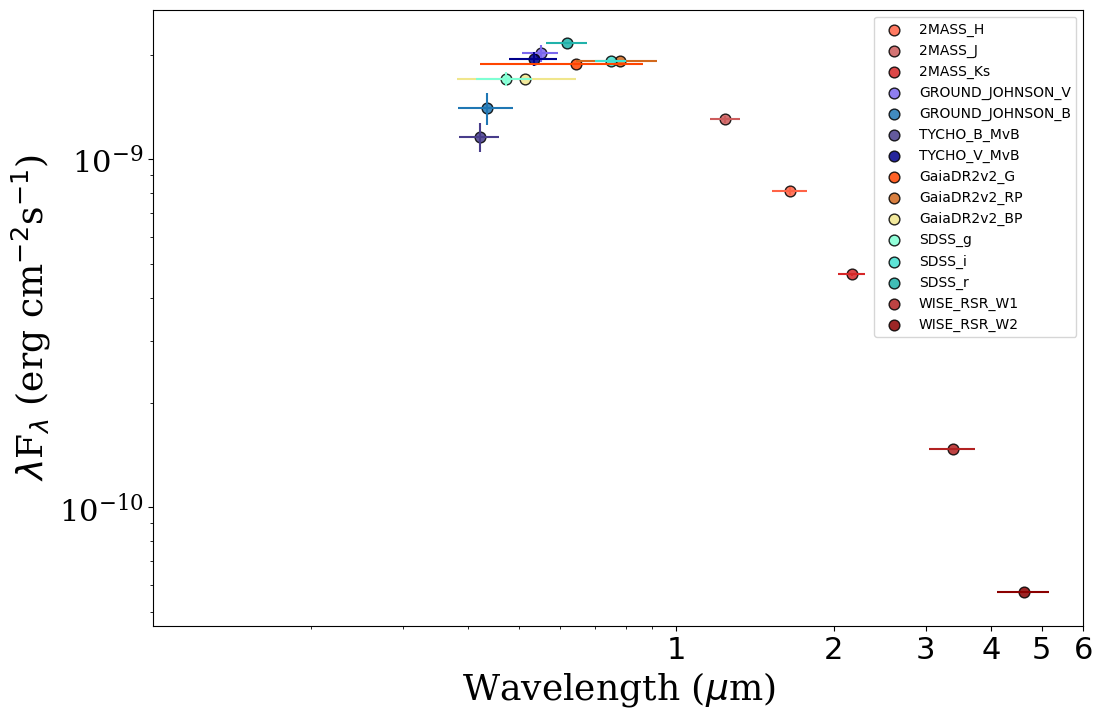 2MASS_H
2MASS_J
2MASS_Ks
GROUND_JOHNSON_V
GROUND_JOHNSON_B
TYCHO_B_MvB
TYCHO_V_MvB
GaiaDR2v2_G
GaiaDR2v2_RP
GaiaDR2v2_BP
SDSS_g
SDSS_i
SDSS_r
WISE_RSR_W1
WISE_RSR_W2
10⁻⁹
10⁻¹⁰
λF_λ (erg cm⁻²s⁻¹)
1 2 3 4 5 6
Wavelength (μm)